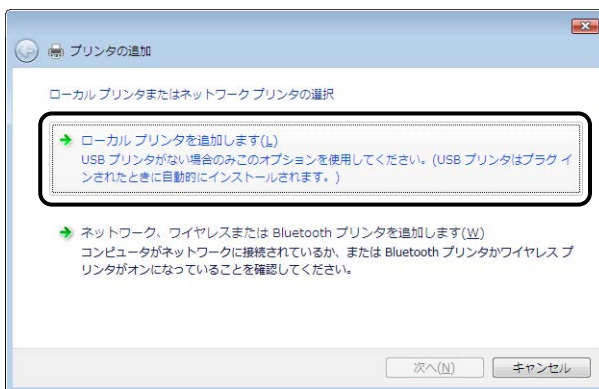 プリンタの追加
ローカル プリンタまたはネットワーク プリンタの選択
ローカル プリンタを追加します(L)
USB プリンタがない場合のみこのオプションを使用してください。(USB プリンタはプラグ イ
ンされたときに自動的にインストールされます。)
ネットワーク、ワイヤレスまたは Bluetooth プリンタを追加します(W)
コンピュータがネットワークに接続されているか、または Bluetooth プリンタかワイヤレス プ
リンタがオンになっていることを確認してください。
次へ(N) キャンセル